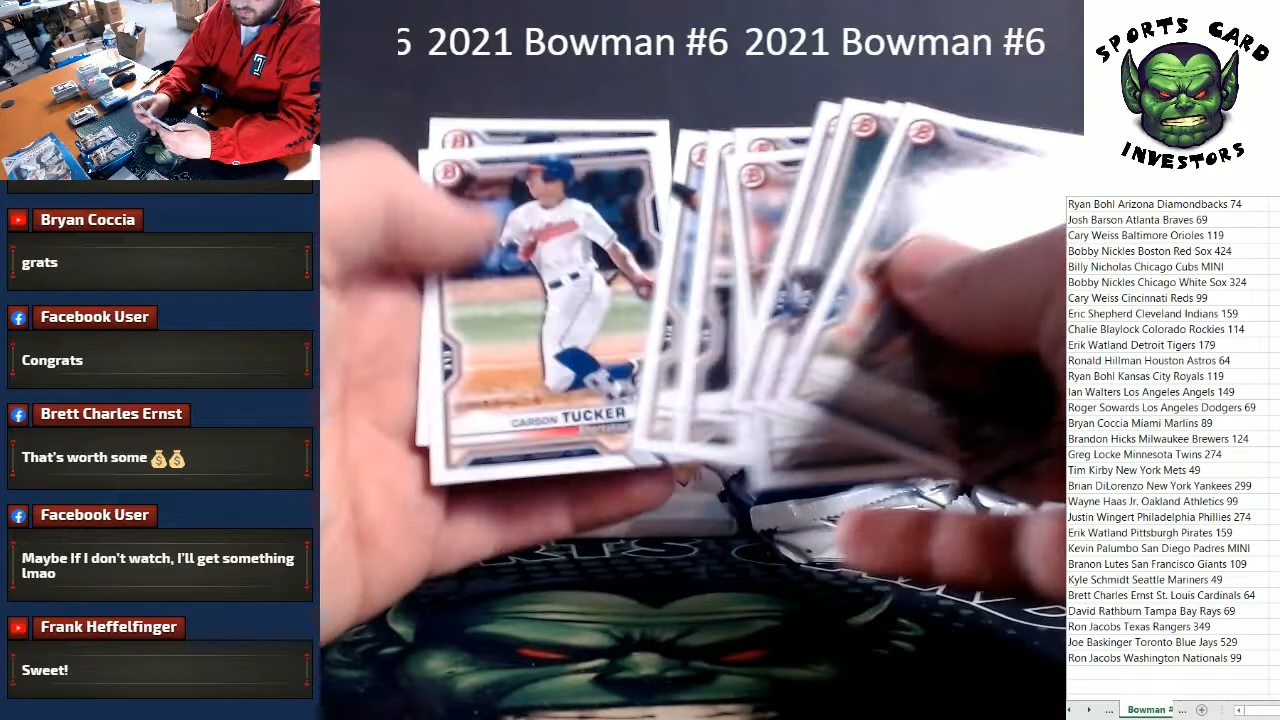 6 2021 Bowman #6 2021 Bowman #6
SPORTS CARD
INVESTORS
Bryan Coccia
grats
Facebook User
Congrats
Brett Charles Ernst
That's worth some 💰💰
Facebook User
Maybe If I don't watch, I'll get something
lmao
Frank Heffelfinger
Sweet!
CARSON TUCKER
Ryan Bohl Arizona Diamondbacks 74
Josh Barson Atlanta Braves 69
Cary Weiss Baltimore Orioles 119
Bobby Nickles Boston Red Sox 424
Billy Nicholas Chicago Cubs MINI
Bobby Nickles Chicago White Sox 324
Cary Weiss Cincinnati Reds 99
Eric Shepherd Cleveland Indians 159
Chalie Blaylock Colorado Rockies 114
Erik Watland Detroit Tigers 179
Ronald Hillman Houston Astros 64
Ryan Bohl Kansas City Royals 119
Ian Walters Los Angeles Angels 149
Roger Sowards Los Angeles Dodgers 69
Bryan Coccia Miami Marlins 89
Brandon Hicks Milwaukee Brewers 124
Greg Locke Minnesota Twins 274
Tim Kirby New York Mets 49
Brian DiLorenzo New York Yankees 299
Wayne Haas Jr. Oakland Athletics 99
Justin Wingert Philadelphia Phillies 274
Erik Watland Pittsburgh Pirates 159
Kevin Palumbo San Diego Padres MINI
Branon Lutes San Francisco Giants 109
Kyle Schmidt Seattle Mariners 49
Brett Charles Ernst St. Louis Cardinals 64
David Rathburn Tampa Bay Rays 69
Ron Jacobs Texas Rangers 349
Joe Baskinger Toronto Blue Jays 529
Ron Jacobs Washington Nationals 99
... Bowman # ...